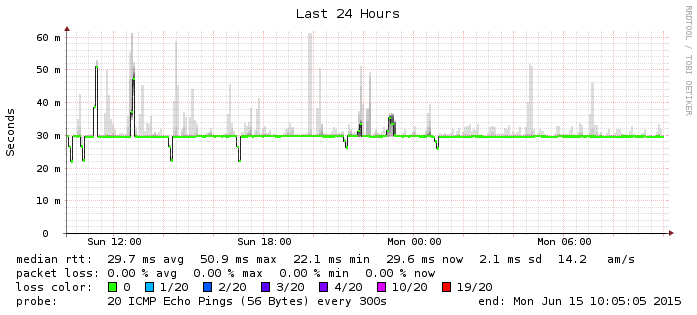 Last 24 Hours
RRDTOOL / TOBI OETIKER
Seconds
60 m
50 m
40 m
30 m
20 m
10 m
0
Sun 12:00 Sun 18:00 Mon 00:00 Mon 06:00
median rtt: 29.7 ms avg 50.9 ms max 22.1 ms min 29.6 ms now 2.1 ms sd 14.2 am/s
packet loss: 0.00 % avg 0.00 % max 0.00 % min 0.00 % now
loss color: 0 1/20 2/20 3/20 4/20 10/20 19/20
probe: 20 ICMP Echo Pings (56 Bytes) every 300s end: Mon Jun 15 10:05:05 2015